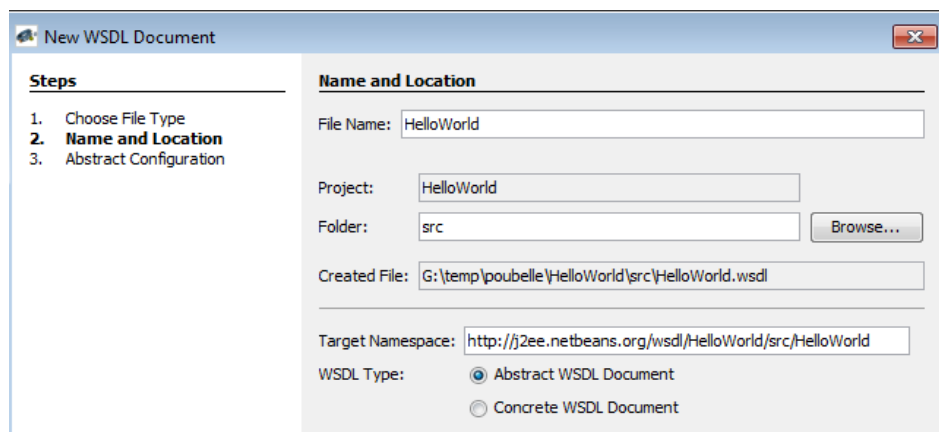 New WSDL Document
Steps
1. Choose File Type
2. Name and Location
3. Abstract Configuration
Name and Location
File Name: HelloWorld
Project: HelloWorld
Folder: src Browse...
Created File: G:\temp\poubelle\HelloWorld\src\HelloWorld.wsdl
Target Namespace: http://j2ee.netbeans.org/wsdl/HelloWorld/src/HelloWorld
WSDL Type: Abstract WSDL Document
Concrete WSDL Document